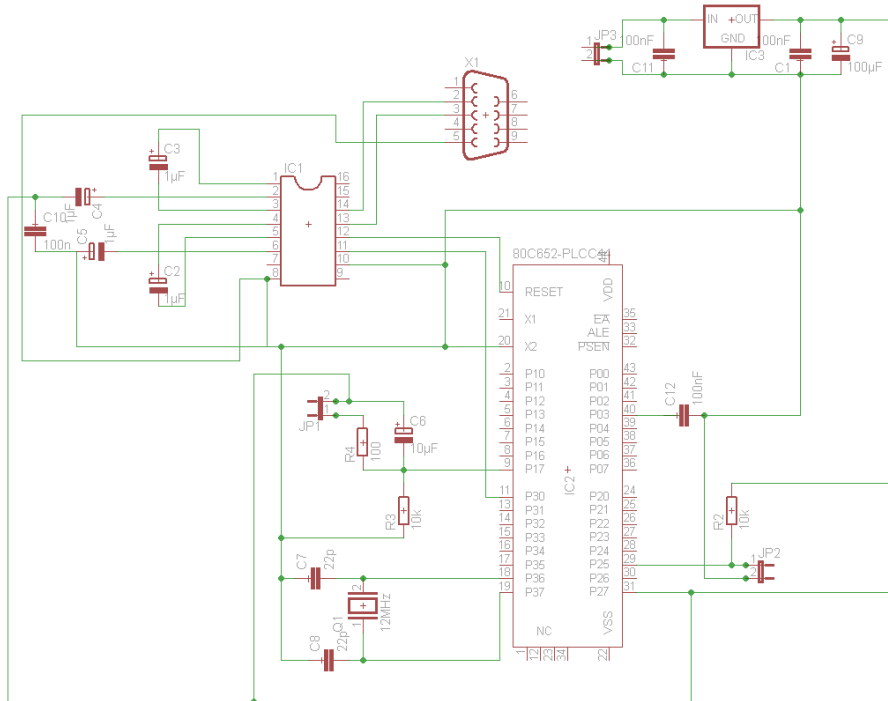 JP3
1
2
100nF
C11
IN
+OUT
GND
IC3
100nF
C1
C9
100µF
X1
1
2
3
4
5
6
7
8
9
C3
1µF
C4
1µF
C10
100n
C5
1µF
C2
1µF
IC1
1
2
3
4
5
6
7
8
16
15
14
13
12
11
10
9
80C652-PLCC44
10
RESET
21
X1
20
X2
2
P10
3
P11
4
P12
5
P13
6
P14
7
P15
8
P16
9
P17
11
P30
13
P31
14
P32
15
P33
16
P34
17
P35
18
P36
19
P37
44
VDD
EA
35
ALE
33
PSEN
32
P00
43
P01
42
P02
41
P03
40
P04
39
P05
38
P06
37
P07
36
IC2
P20
24
P21
25
P22
26
P23
27
P24
28
P25
29
P26
30
P27
31
VSS
22
NC
1
12
23
34
C12
100nF
R2
10k
JP2
1
2
JP1
2
1
R4
100
C6
10µF
R3
10k
C7
22p
2
Q1
1
12MHz
C8
22p